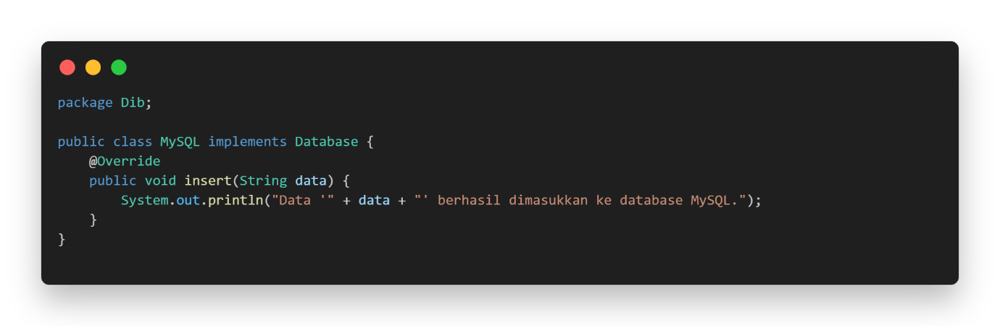 package Dib;

public class MySQL implements Database {
    @Override
    public void insert(String data) {
        System.out.println("Data '" + data + "' berhasil dimasukkan ke database MySQL.");
    }
}